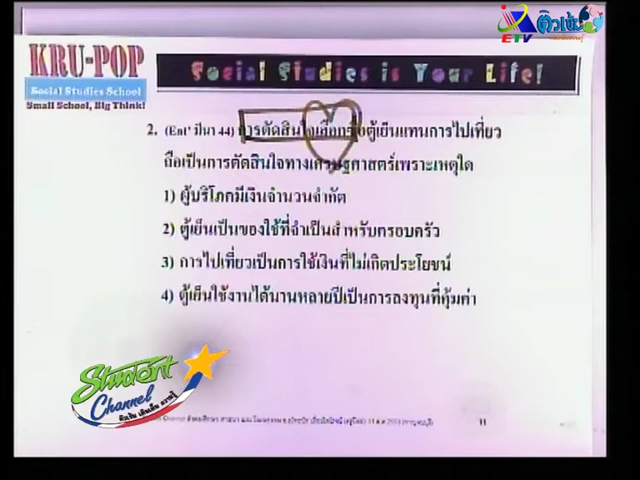 ETV
ติวเข้ม
KRU-POP
Social Studies School
Small School, Big Think!
Social Studies is Your Life!
2. (Ent' มีนา 44) การตัดสินใจเลือกซื้อตู้เย็นแทนการไปเที่ยว
ถือเป็นการตัดสินใจทางเศรษฐศาสตร์เพราะเหตุใด
1) ผู้บริโภคมีเงินจำนวนจำกัด
2) ตู้เย็นเป็นของใช้ที่จำเป็นสำหรับครอบครัว
3) การไปเที่ยวเป็นการใช้เงินที่ไม่เกิดประโยชน์
4) ตู้เย็นใช้งานได้นานหลายปีเป็นการลงทุนที่คุ้มค่า
Student
Channel
11